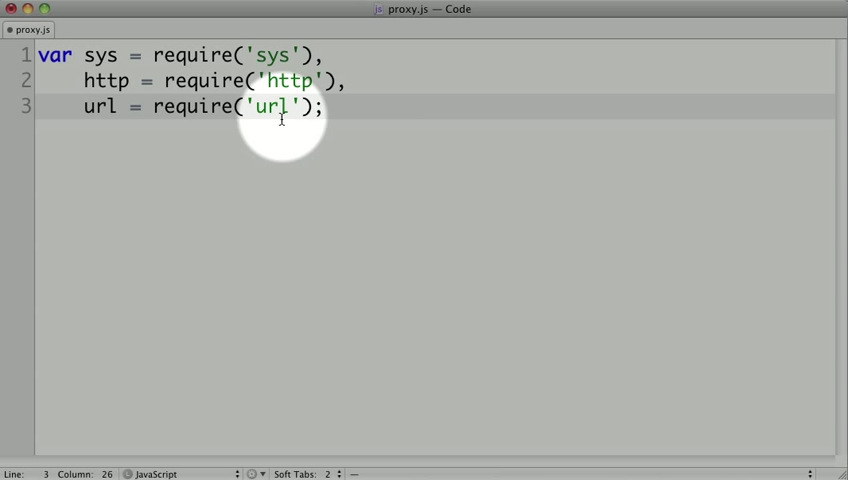 proxy.js — Code
proxy.js
1 var sys = require('sys'),
2 http = require('http'),
3 url = require('url');
Line: 3 Column: 26 JavaScript Soft Tabs: 2 —